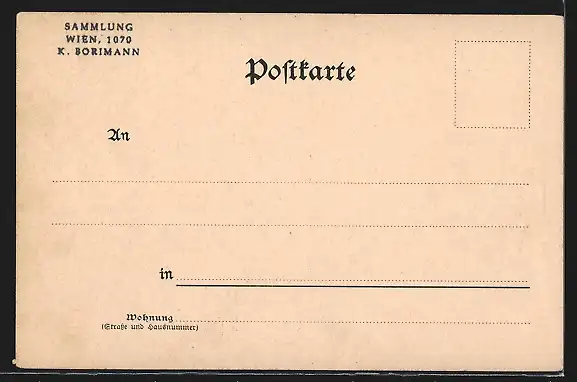 SAMMLUNG
WIEN, 1070
K. BORIMANN
Postkarte
An
in
Wohnung
(Straße und Hausnummer)